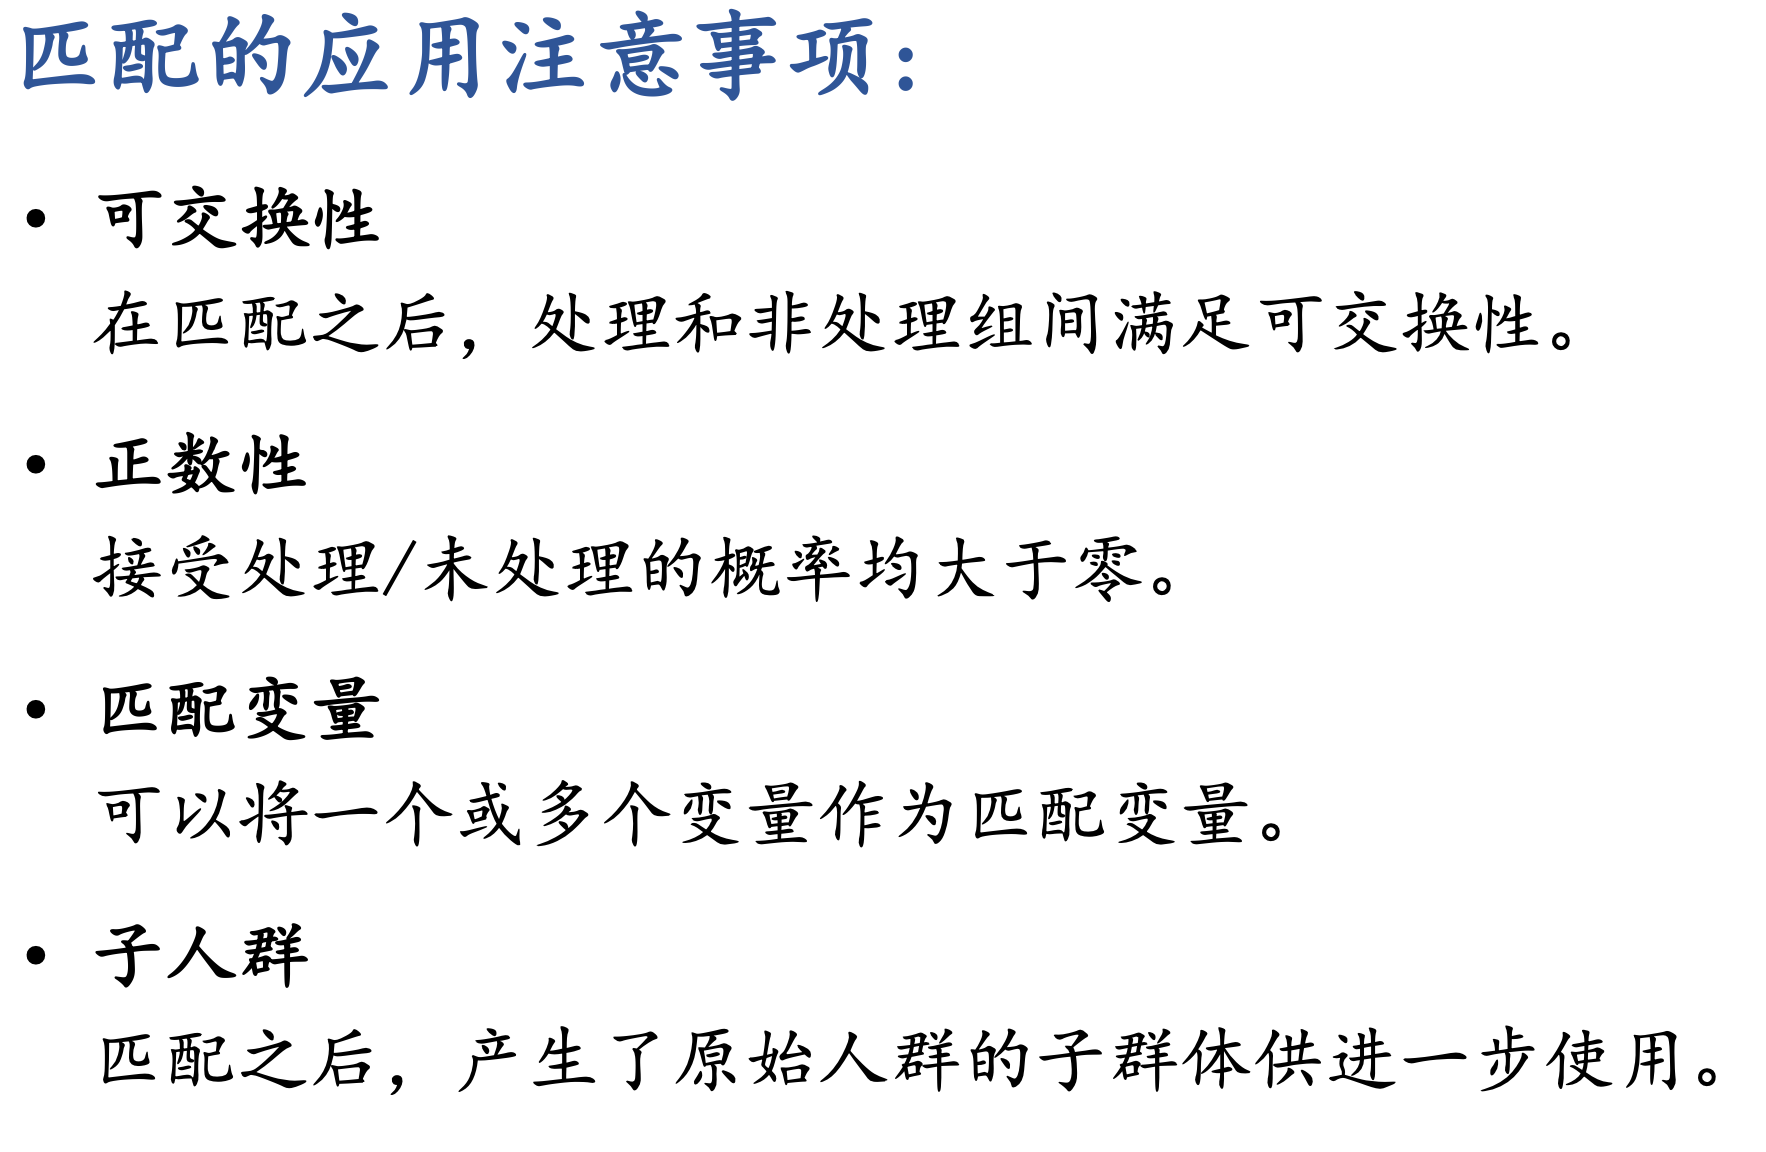 匹配的应用注意事项：
• 可交换性
在匹配之后，处理和非处理组间满足可交换性。
• 正数性
接受处理/未处理的概率均大于零。
• 匹配变量
可以将一个或多个变量作为匹配变量。
• 子人群
匹配之后，产生了原始人群的子群体供进一步使用。